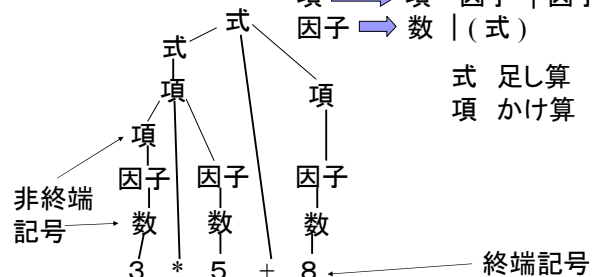 項 ⇒ 項 * 因子 | 因子
因子 ⇒ 数 | ( 式 )
式
式
式 足し算
項 かけ算
項
項
項
因子 因子 因子
非終端
記号
数 数 数
3 * 5 + 8
終端記号